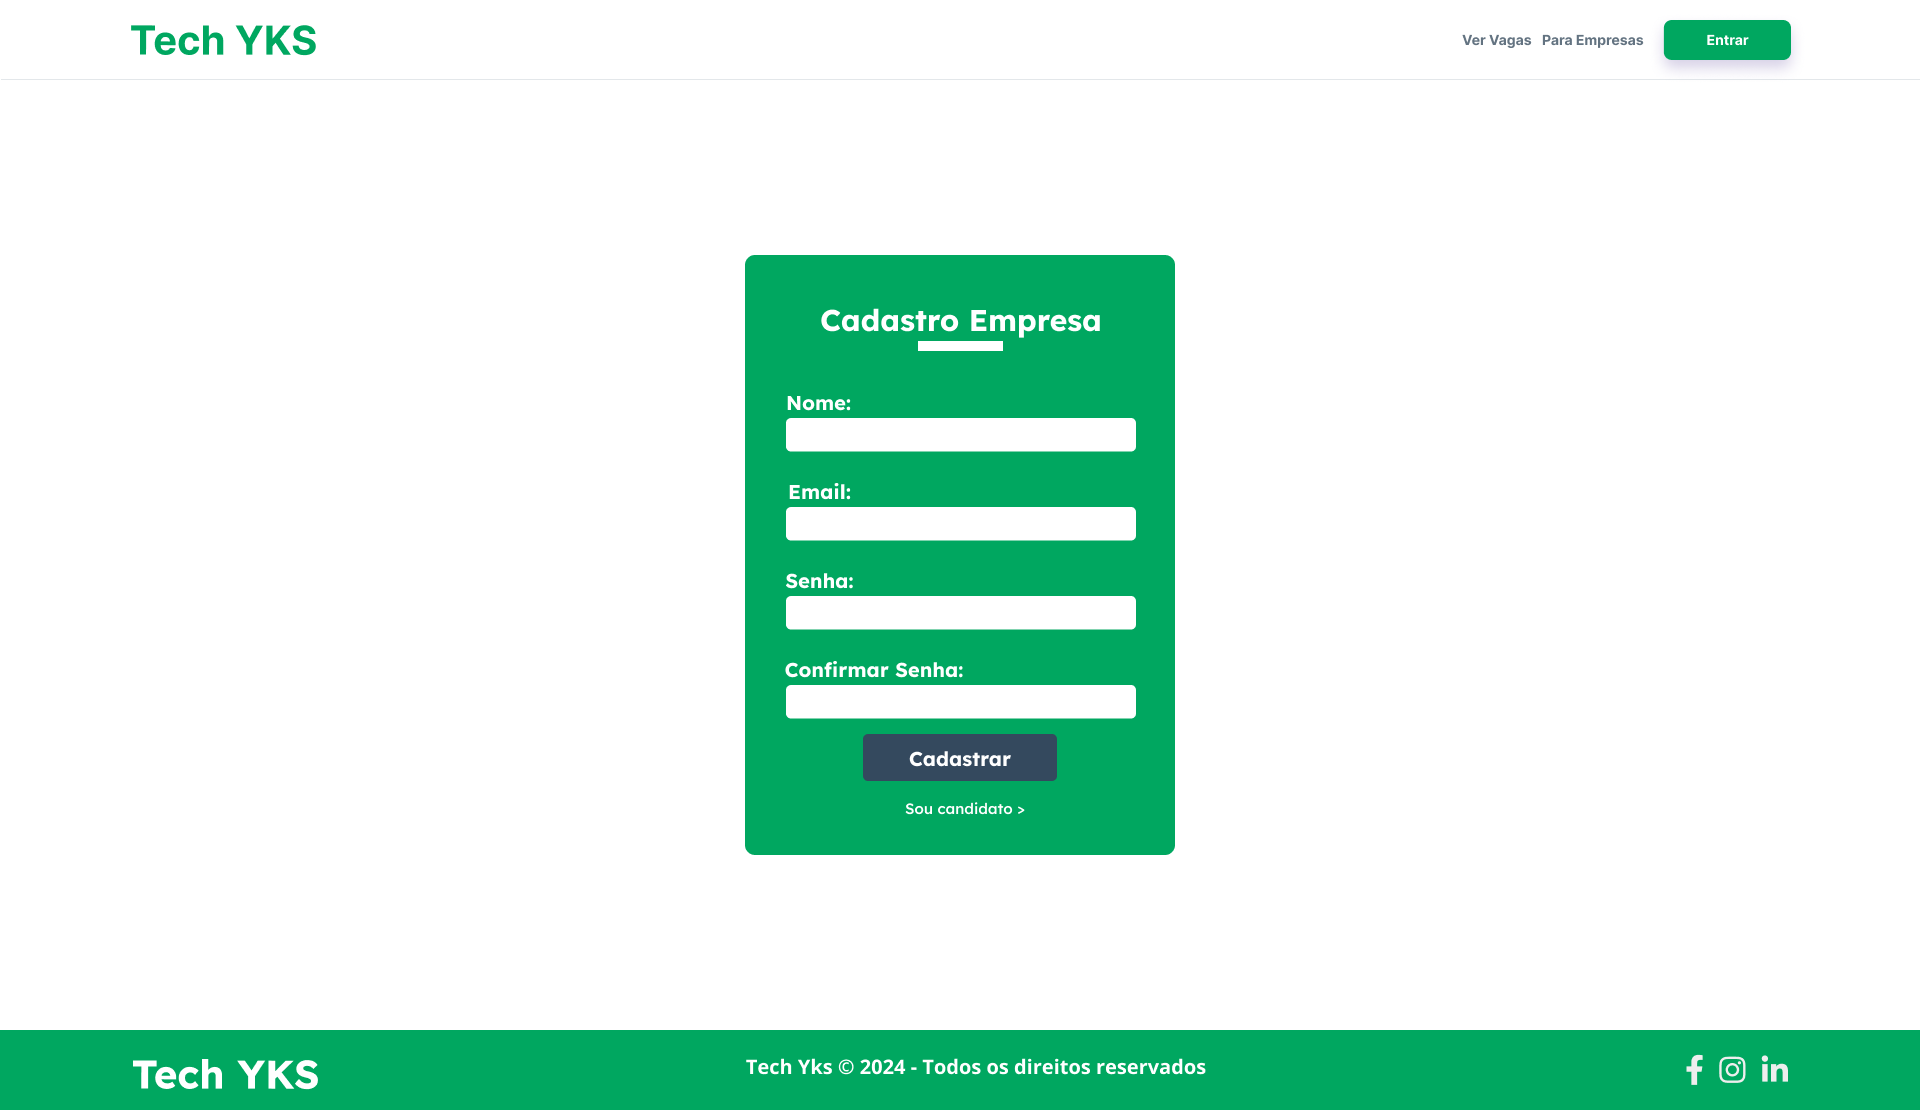 Tech YKS
Ver Vagas Para Empresas Entrar
Cadastro Empresa
Nome:
Email:
Senha:
Confirmar Senha:
Cadastrar
Sou candidato >
Tech YKS
Tech Yks © 2024 - Todos os direitos reservados